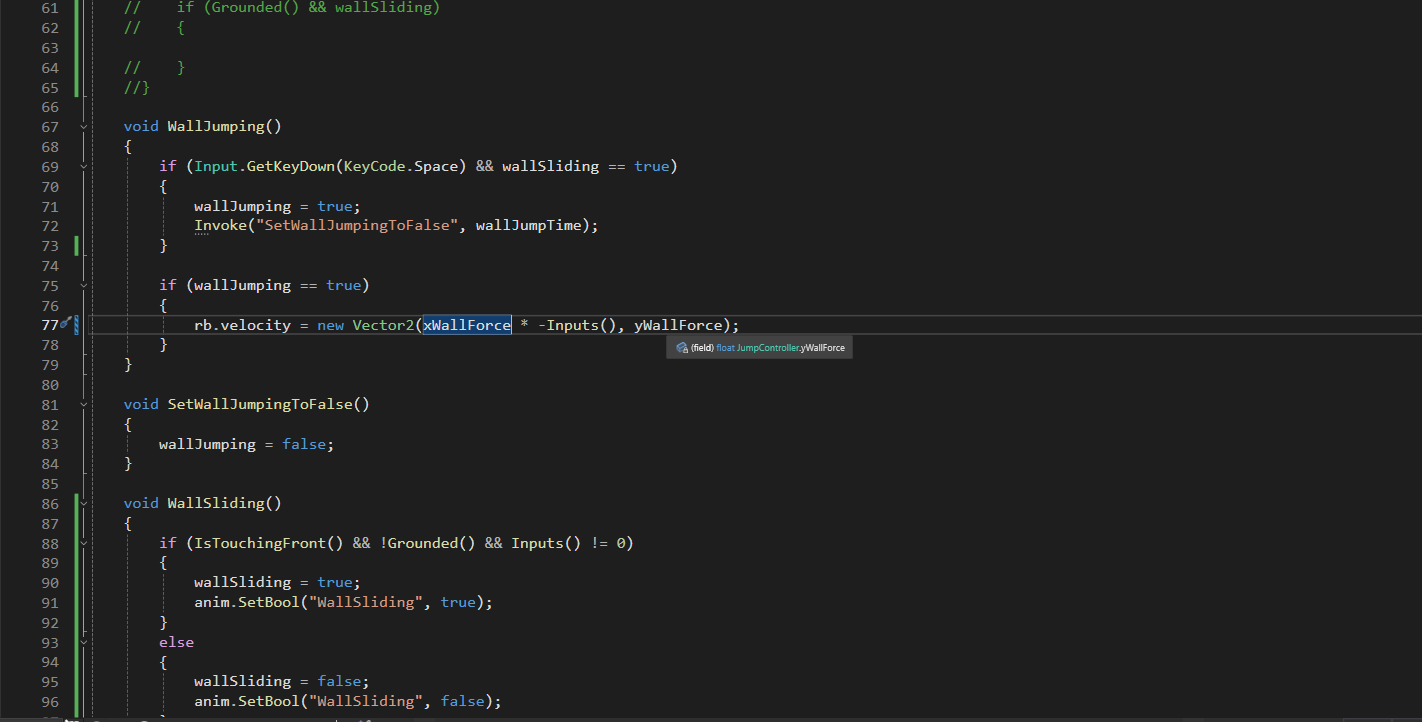 61 //    if (Grounded() && wallSliding)
62 //    {
63
64 //    }
65 //}
66
67 void WallJumping()
68 {
69     if (Input.GetKeyDown(KeyCode.Space) && wallSliding == true)
70     {
71         wallJumping = true;
72         Invoke("SetWallJumpingToFalse", wallJumpTime);
73     }
74
75     if (wallJumping == true)
76     {
77         rb.velocity = new Vector2(xWallForce * -Inputs(), yWallForce);
78     }
(field) float JumpController.yWallForce
79 }
80
81 void SetWallJumpingToFalse()
82 {
83     wallJumping = false;
84 }
85
86 void WallSliding()
87 {
88     if (IsTouchingFront() && !Grounded() && Inputs() != 0)
89     {
90         wallSliding = true;
91         anim.SetBool("WallSliding", true);
92     }
93     else
94     {
95         wallSliding = false;
96         anim.SetBool("WallSliding", false);